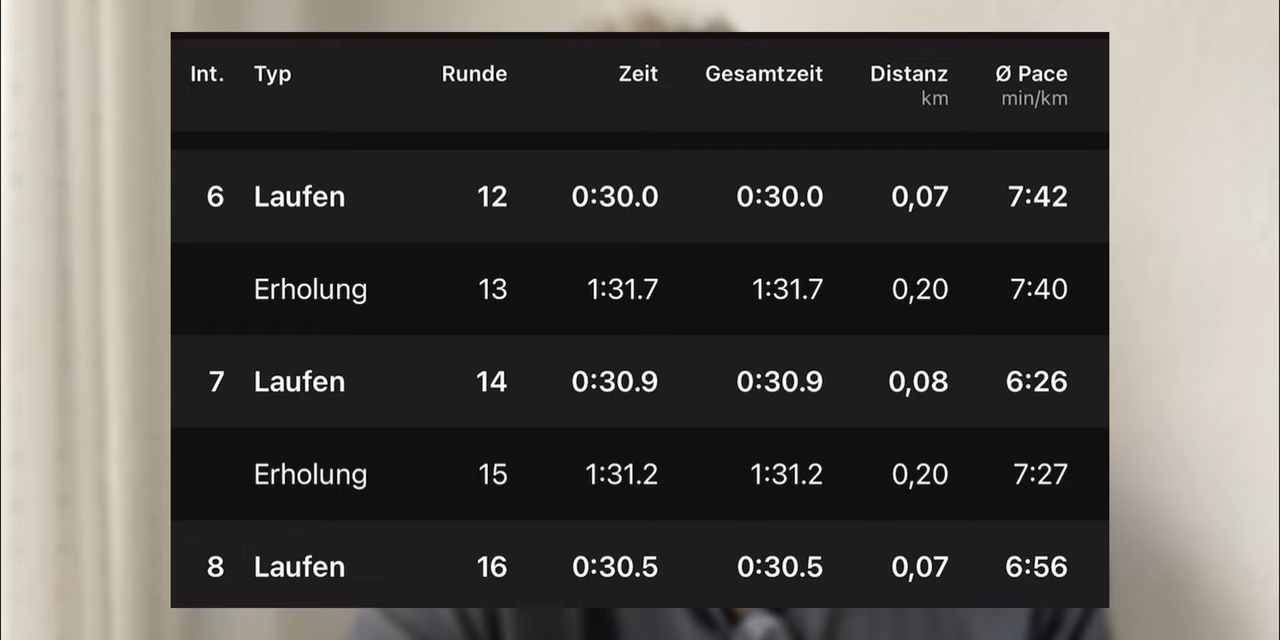 Int. Typ Runde Zeit Gesamtzeit Distanz Ø Pace
km min/km
6 Laufen 12 0:30.0 0:30.0 0,07 7:42
Erholung 13 1:31.7 1:31.7 0,20 7:40
7 Laufen 14 0:30.9 0:30.9 0,08 6:26
Erholung 15 1:31.2 1:31.2 0,20 7:27
8 Laufen 16 0:30.5 0:30.5 0,07 6:56